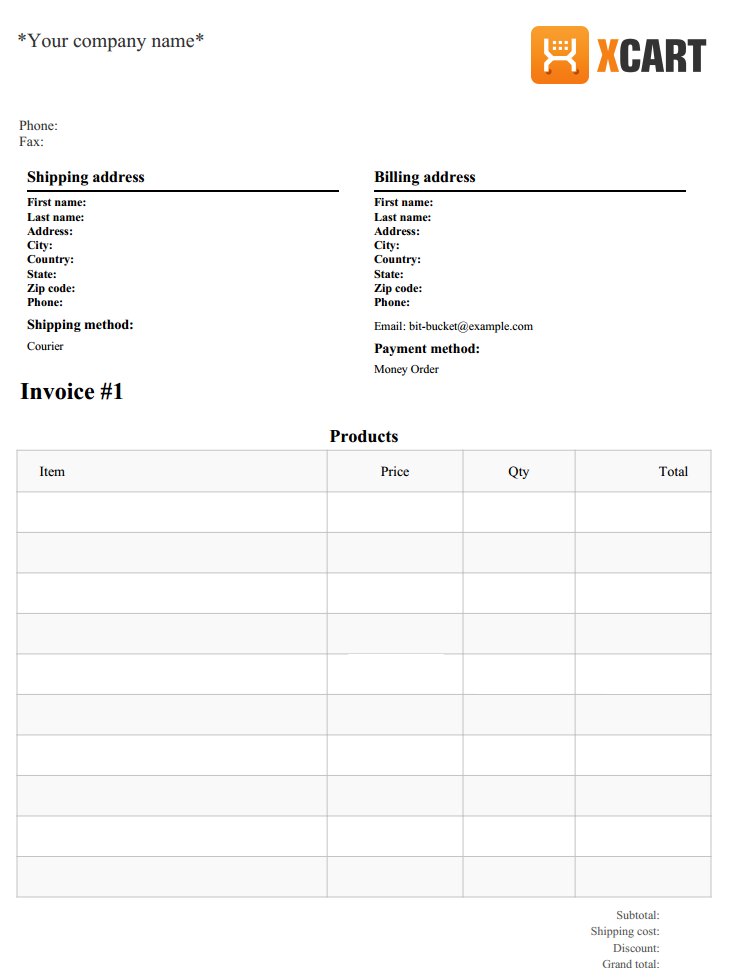 *Your company name*
XCART
Phone:
Fax:
Shipping address
First name:
Last name:
Address:
City:
Country:
State:
Zip code:
Phone:
Shipping method:
Courier
Billing address
First name:
Last name:
Address:
City:
Country:
State:
Zip code:
Phone:
Email: bit-bucket@example.com
Payment method:
Money Order
Invoice #1
Products
Item Price Qty Total
Subtotal:
Shipping cost:
Discount:
Grand total: